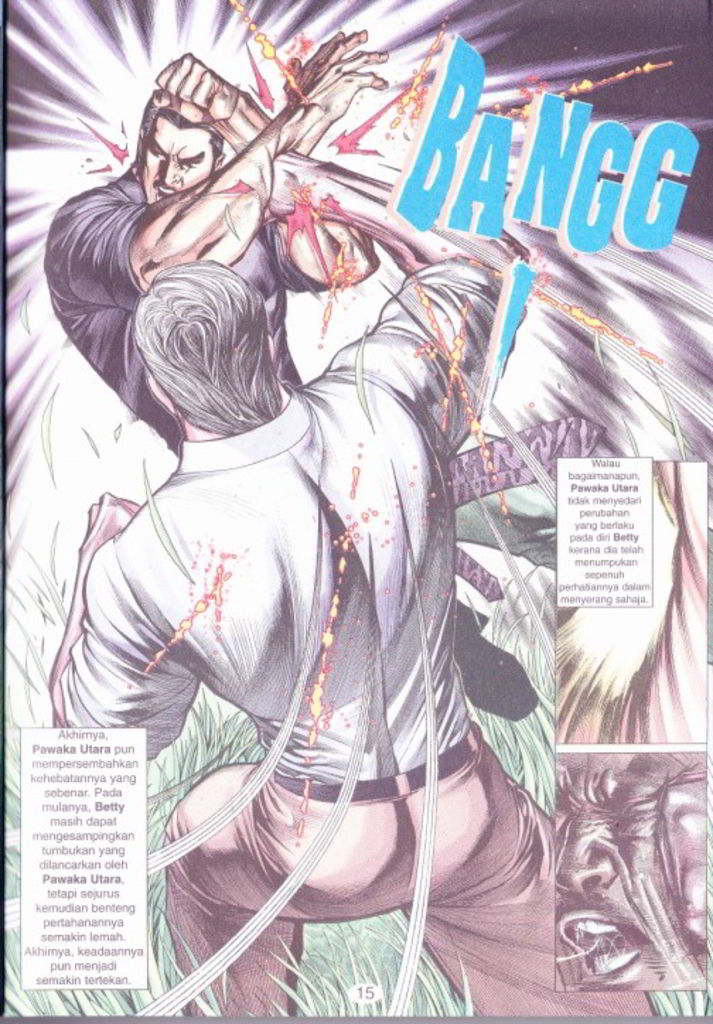 BANGG
!
Walau
bagaimanapun,
Pawaka Utara
tidak menyedari
perubahan
yang berlaku
pada diri Betty
kerana dia telah
menumpukan
sepenuh
perhatiannya dalam
menyerang sahaja.
Akhirnya,
Pawaka Utara pun
mempersembahkan
kehebatannya yang
sebenar. Pada
mulanya, Betty
masih dapat
mengesampingkan
tumbukan yang
dilancarkan oleh
Pawaka Utara,
tetapi sejurus
kemudian benteng
pertahanannya
semakin lemah.
Akhirnya, keadaannya
pun menjadi
semakin tertekan.
15